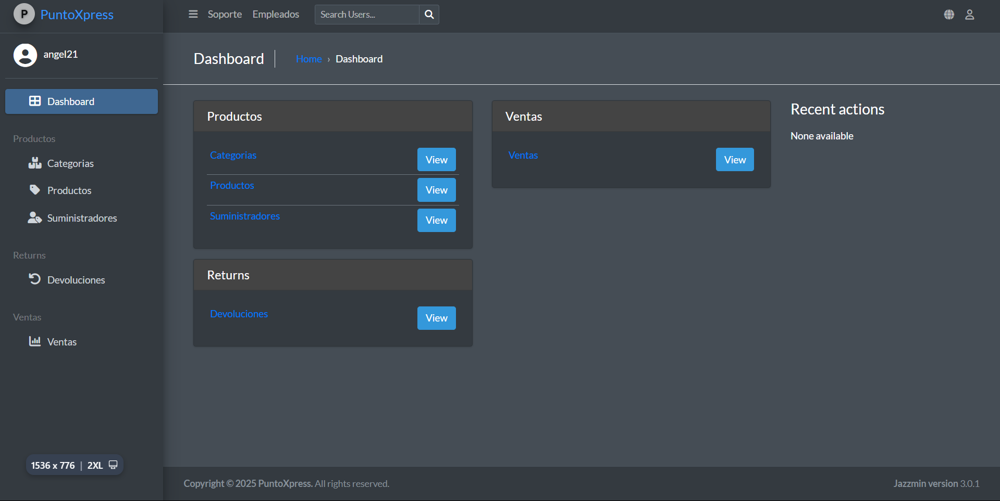 P PuntoXpress
Soporte Empleados Search Users...
angel21
Dashboard
Productos
Categorias
Productos
Suministradores
Returns
Devoluciones
Ventas
Ventas
1536 x 776 | 2XL
Dashboard
Home › Dashboard
Productos
Categorias View
Productos View
Suministradores View
Returns
Devoluciones View
Ventas
Ventas View
Recent actions
None available
Copyright © 2025 PuntoXpress. All rights reserved.
Jazzmin version 3.0.1